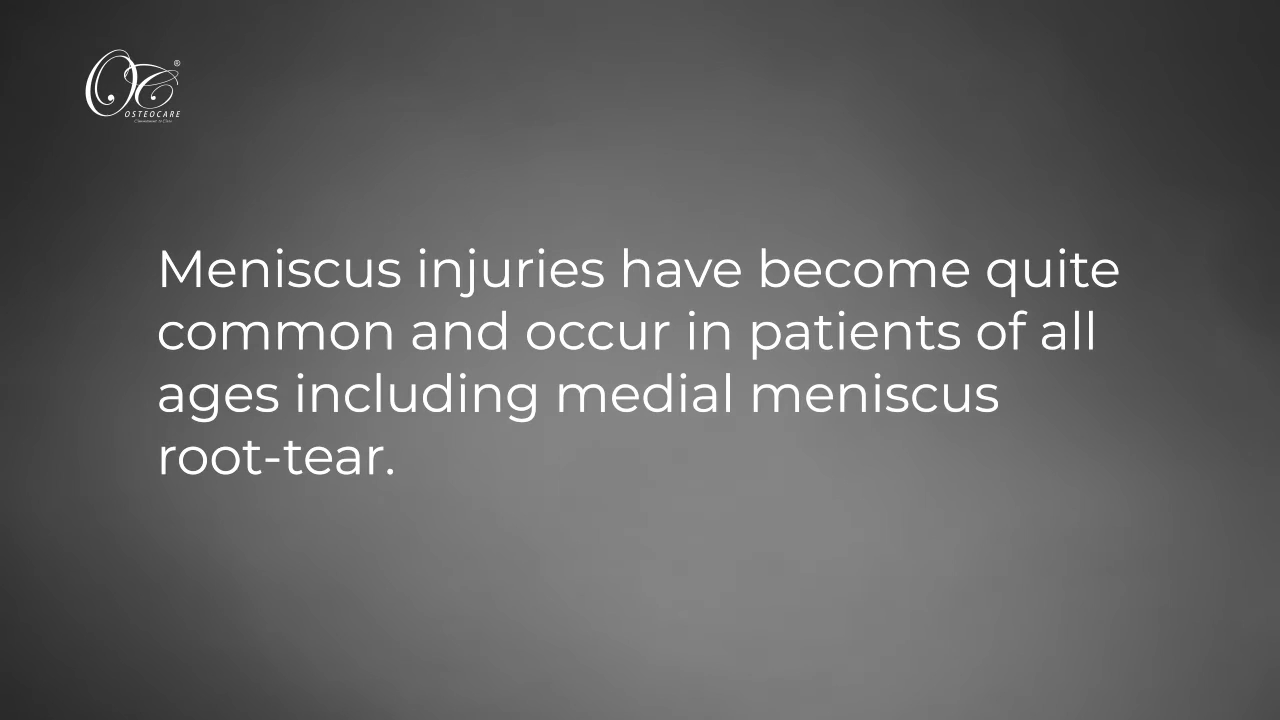 OC®
OSTEOCARE
Meniscus injuries have become quite
common and occur in patients of all
ages including medial meniscus
root-tear.